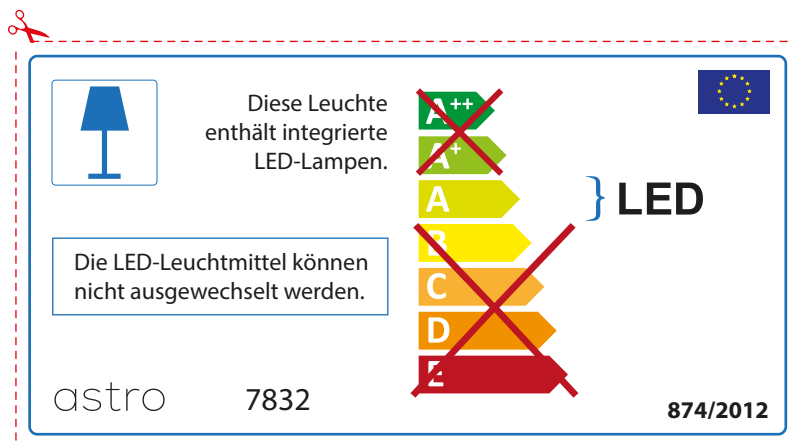 Diese Leuchte
enthält integrierte
LED-Lampen.
Die LED-Leuchtmittel können
nicht ausgewechselt werden.
A++
A+
A
B
C
D
E
LED
astro
7832
874/2012